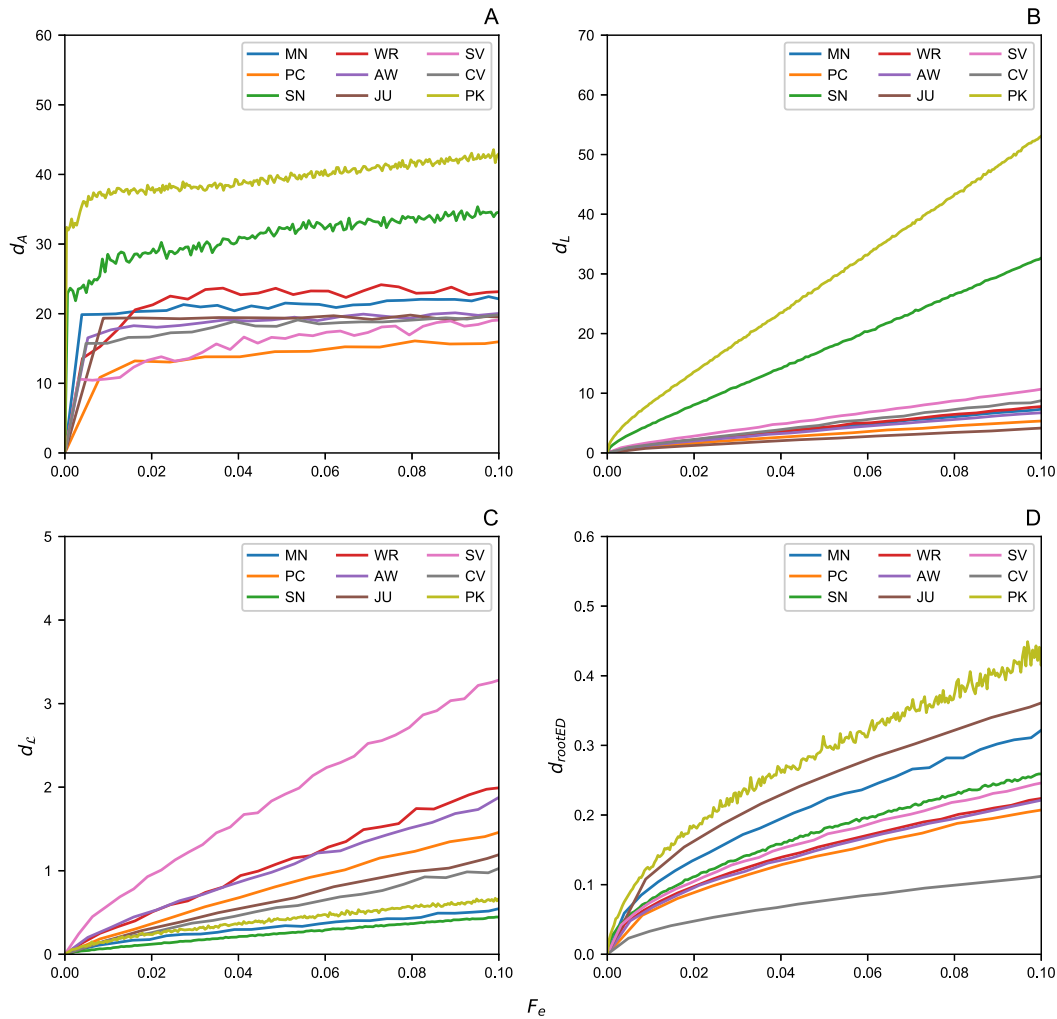 A
60
50
40
30
20
10
0
d_A
MN WR SV
PC AW CV
SN JU PK
0.00 0.02 0.04 0.06 0.08 0.10
B
70
60
50
40
30
20
10
0
d_L
MN WR SV
PC AW CV
SN JU PK
0.00 0.02 0.04 0.06 0.08 0.10
C
5
4
3
2
1
0
d_ℒ
MN WR SV
PC AW CV
SN JU PK
0.00 0.02 0.04 0.06 0.08 0.10
D
0.6
0.5
0.4
0.3
0.2
0.1
0.0
d_rootED
MN WR SV
PC AW CV
SN JU PK
0.00 0.02 0.04 0.06 0.08 0.10
F_e